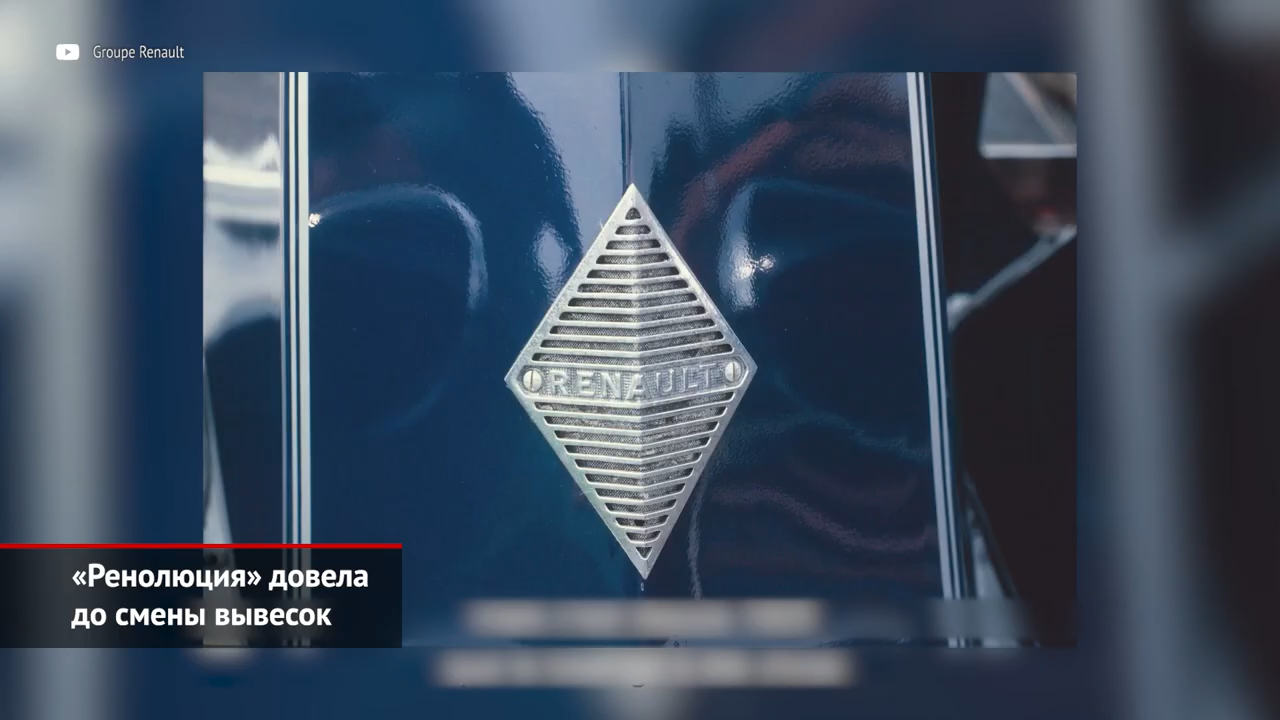 Groupe Renault
RENAULT
«Ренолюция» довела
до смены вывесок